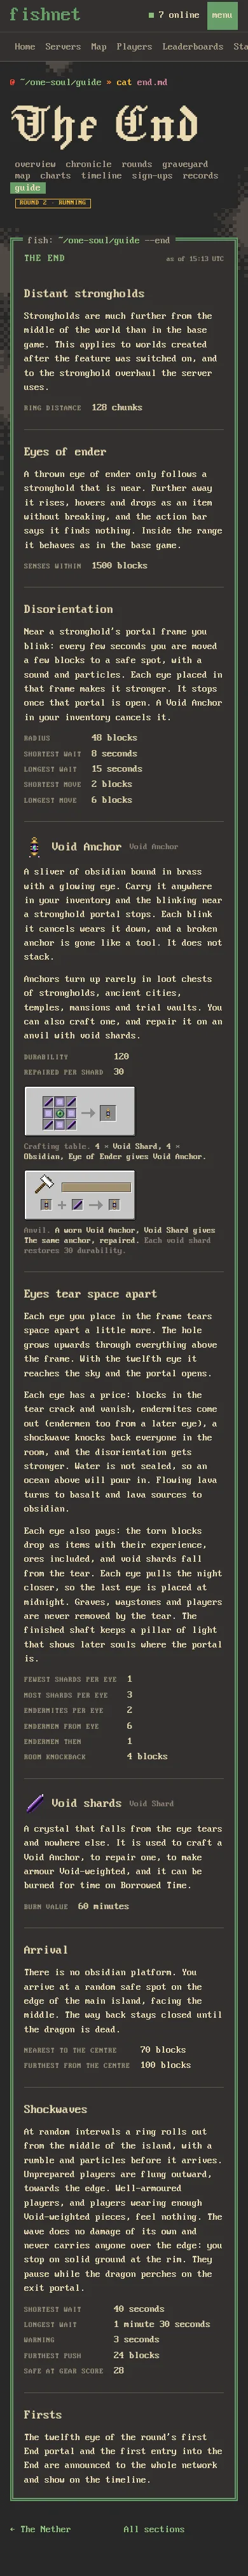 fishnet
7 online
menu
Home Servers Map Players Leaderboards Sta
@ ~/one-soul/guide » cat end.md
The End
overview chronicle rounds graveyard
map charts timeline sign-ups records
guide
ROUND 2 · RUNNING
fish: ~/one-soul/guide --end
THE END
as of 15:13 UTC
Distant strongholds
Strongholds are much further from the
middle of the world than in the base
game. This applies to worlds created
after the feature was switched on, and
to the stronghold overhaul the server
uses.
RING DISTANCE 128 chunks
Eyes of ender
A thrown eye of ender only follows a
stronghold that is near. Further away
it rises, hovers and drops as an item
without breaking, and the action bar
says it finds nothing. Inside the range
it behaves as in the base game.
SENSES WITHIN 1500 blocks
Disorientation
Near a stronghold's portal frame you
blink: every few seconds you are moved
a few blocks to a safe spot, with a
sound and particles. Each eye placed in
that frame makes it stronger. It stops
once that portal is open. A Void Anchor
in your inventory cancels it.
RADIUS 48 blocks
SHORTEST WAIT 8 seconds
LONGEST WAIT 15 seconds
SHORTEST MOVE 2 blocks
LONGEST MOVE 6 blocks
Void Anchor Void Anchor
A sliver of obsidian bound in brass
with a glowing eye. Carry it anywhere
in your inventory and the blinking near
a stronghold portal stops. Each blink
it cancels wears it down, and a broken
anchor is gone like a tool. It does not
stack.
Anchors turn up rarely in loot chests
of strongholds, ancient cities,
temples, mansions and trial vaults. You
can also craft one, and repair it on an
anvil with void shards.
DURABILITY 120
REPAIRED PER SHARD 30
Crafting table. 4 × Void Shard, 4 ×
Obsidian, Eye of Ender gives Void Anchor.
Anvil. A worn Void Anchor, Void Shard gives
The same anchor, repaired. Each void shard
restores 30 durability.
Eyes tear space apart
Each eye you place in the frame tears
space apart a little more. The hole
grows upwards through everything above
the frame. With the twelfth eye it
reaches the sky and the portal opens.
Each eye has a price: blocks in the
tear crack and vanish, endermites come
out (endermen too from a later eye), a
shockwave knocks back everyone in the
room, and the disorientation gets
stronger. Water is not sealed, so an
ocean above will pour in. Flowing lava
turns to basalt and lava sources to
obsidian.
Each eye also pays: the torn blocks
drop as items with their experience,
ores included, and void shards fall
from the tear. Each eye pulls the night
closer, so the last eye is placed at
midnight. Graves, waystones and players
are never removed by the tear. The
finished shaft keeps a pillar of light
that shows later souls where the portal
is.
FEWEST SHARDS PER EYE 1
MOST SHARDS PER EYE 3
ENDERMITES PER EYE 2
ENDERMEN FROM EYE 6
ENDERMEN THEN 1
ROOM KNOCKBACK 4 blocks
Void shards Void Shard
A crystal that falls from the eye tears
and nowhere else. It is used to craft a
Void Anchor, to repair one, to make
armour Void-weighted, and it can be
burned for time on Borrowed Time.
BURN VALUE 60 minutes
Arrival
There is no obsidian platform. You
arrive at a random safe spot on the
edge of the main island, facing the
middle. The way back stays closed until
the dragon is dead.
NEAREST TO THE CENTRE 70 blocks
FURTHEST FROM THE CENTRE 100 blocks
Shockwaves
At random intervals a ring rolls out
from the middle of the island, with a
rumble and particles before it arrives.
Unprepared players are flung outward,
towards the edge. Well-armoured
players, and players wearing enough
Void-weighted pieces, feel nothing. The
wave does no damage of its own and
never carries anyone over the edge: you
stop on solid ground at the rim. They
pause while the dragon perches on the
exit portal.
SHORTEST WAIT 40 seconds
LONGEST WAIT 1 minute 30 seconds
WARNING 3 seconds
FURTHEST PUSH 24 blocks
SAFE AT GEAR SCORE 28
Firsts
The twelfth eye of the round's first
End portal and the first entry into the
End are announced to the whole network
and show on the timeline.
← The Nether
All sections